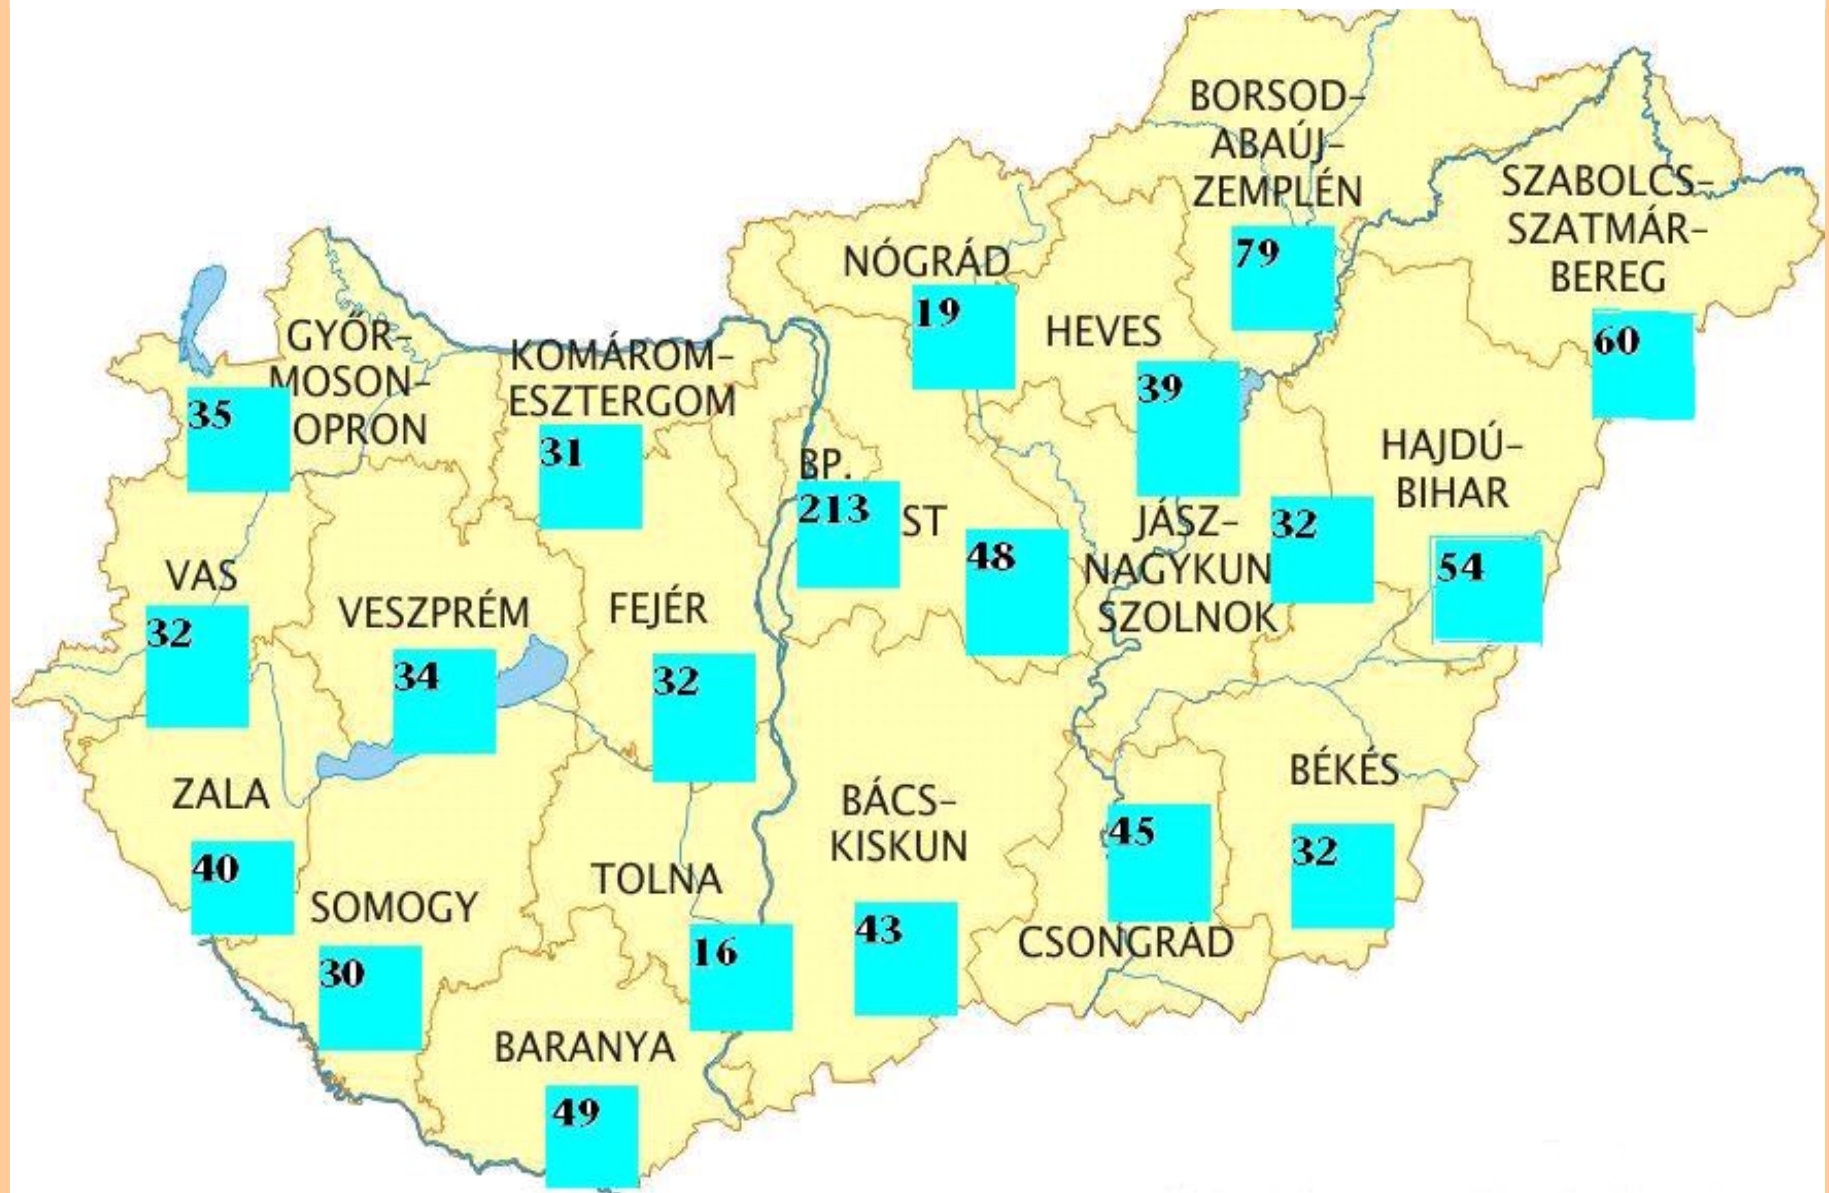 BORSOD-
ABAÚJ-
ZEMPLÉN
79
SZABOLCS-
SZATMÁR-
BEREG
60
NÓGRÁD
19
HEVES
39
GYŐR-
MOSON-
OPRON
35
KOMÁROM-
ESZTERGOM
31
BP.
213
ST
48
HAJDÚ-
BIHAR
54
JÁSZ-
NAGYKUN
SZOLNOK
32
VAS
32
VESZPRÉM
34
FEJÉR
32
ZALA
40
SOMOGY
30
TOLNA
16
BÁCS-
KISKUN
43
CSONGRÁD
45
BÉKÉS
32
BARANYA
49